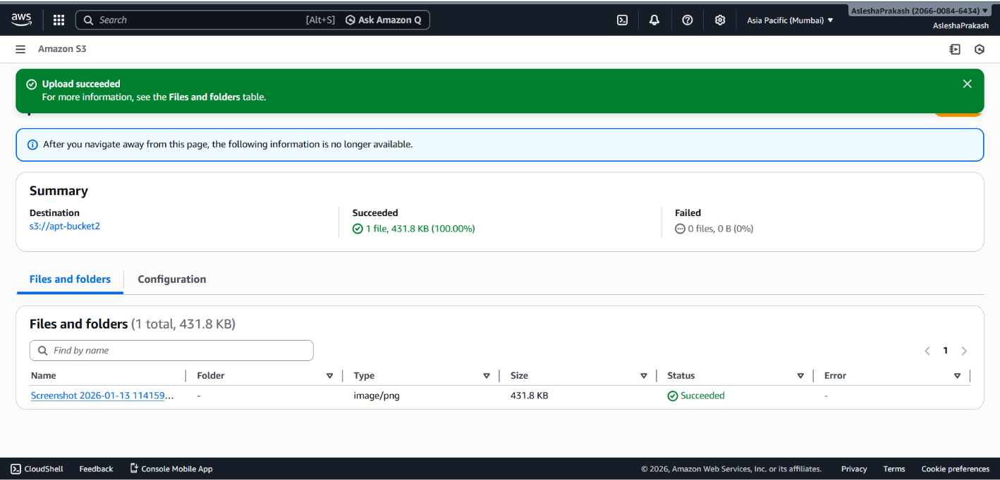 aws
Search [Alt+S] Ask Amazon Q
Asia Pacific (Mumbai)
AsleshaPrakash (2066-0084-6434)
AsleshaPrakash
Amazon S3
Upload succeeded
For more information, see the Files and folders table.
After you navigate away from this page, the following information is no longer available.
Summary
Destination
s3://apt-bucket2
Succeeded
1 file, 431.8 KB (100.00%)
Failed
0 files, 0 B (0%)
Files and folders
Configuration
Files and folders (1 total, 431.8 KB)
Find by name
1
Name Folder Type Size Status Error
Screenshot 2026-01-13 114159... - image/png 431.8 KB Succeeded -
CloudShell Feedback Console Mobile App © 2026, Amazon Web Services, Inc. or its affiliates. Privacy Terms Cookie preferences